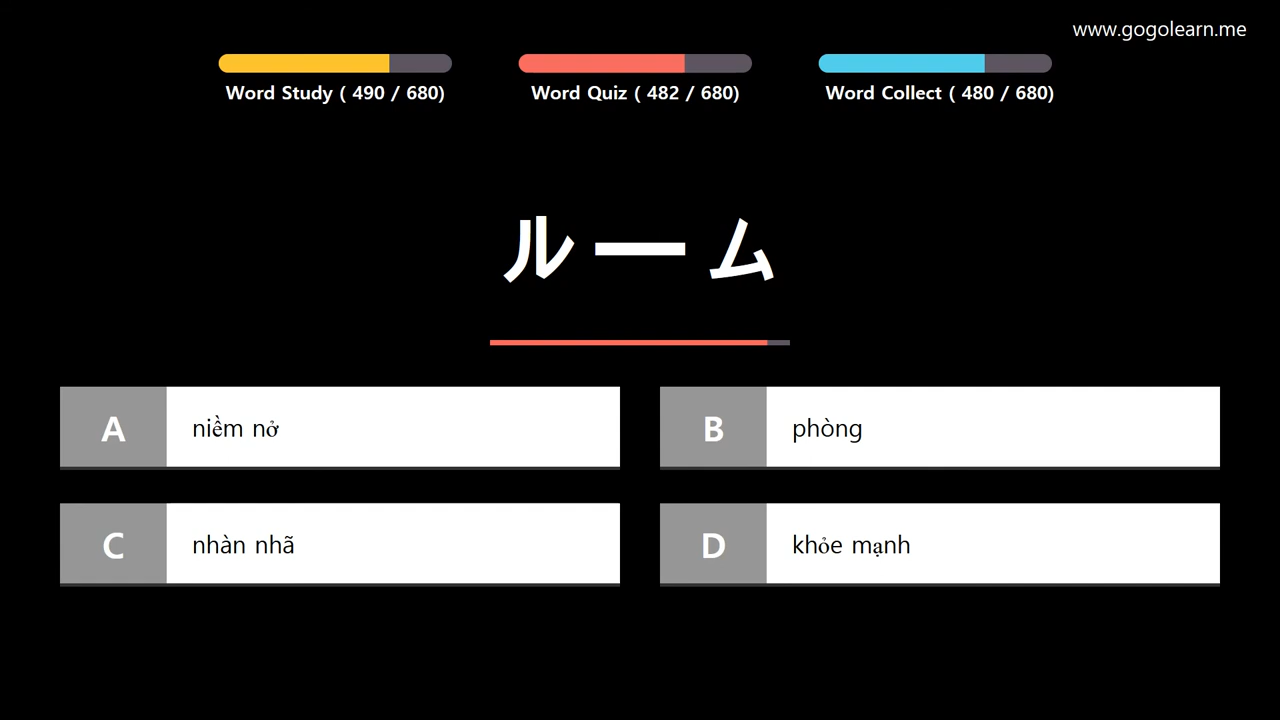 www.gogolearn.me
Word Study ( 490 / 680)
Word Quiz ( 482 / 680)
Word Collect ( 480 / 680)
ルーム
A niềm nở
B phòng
C nhàn nhã
D khỏe mạnh